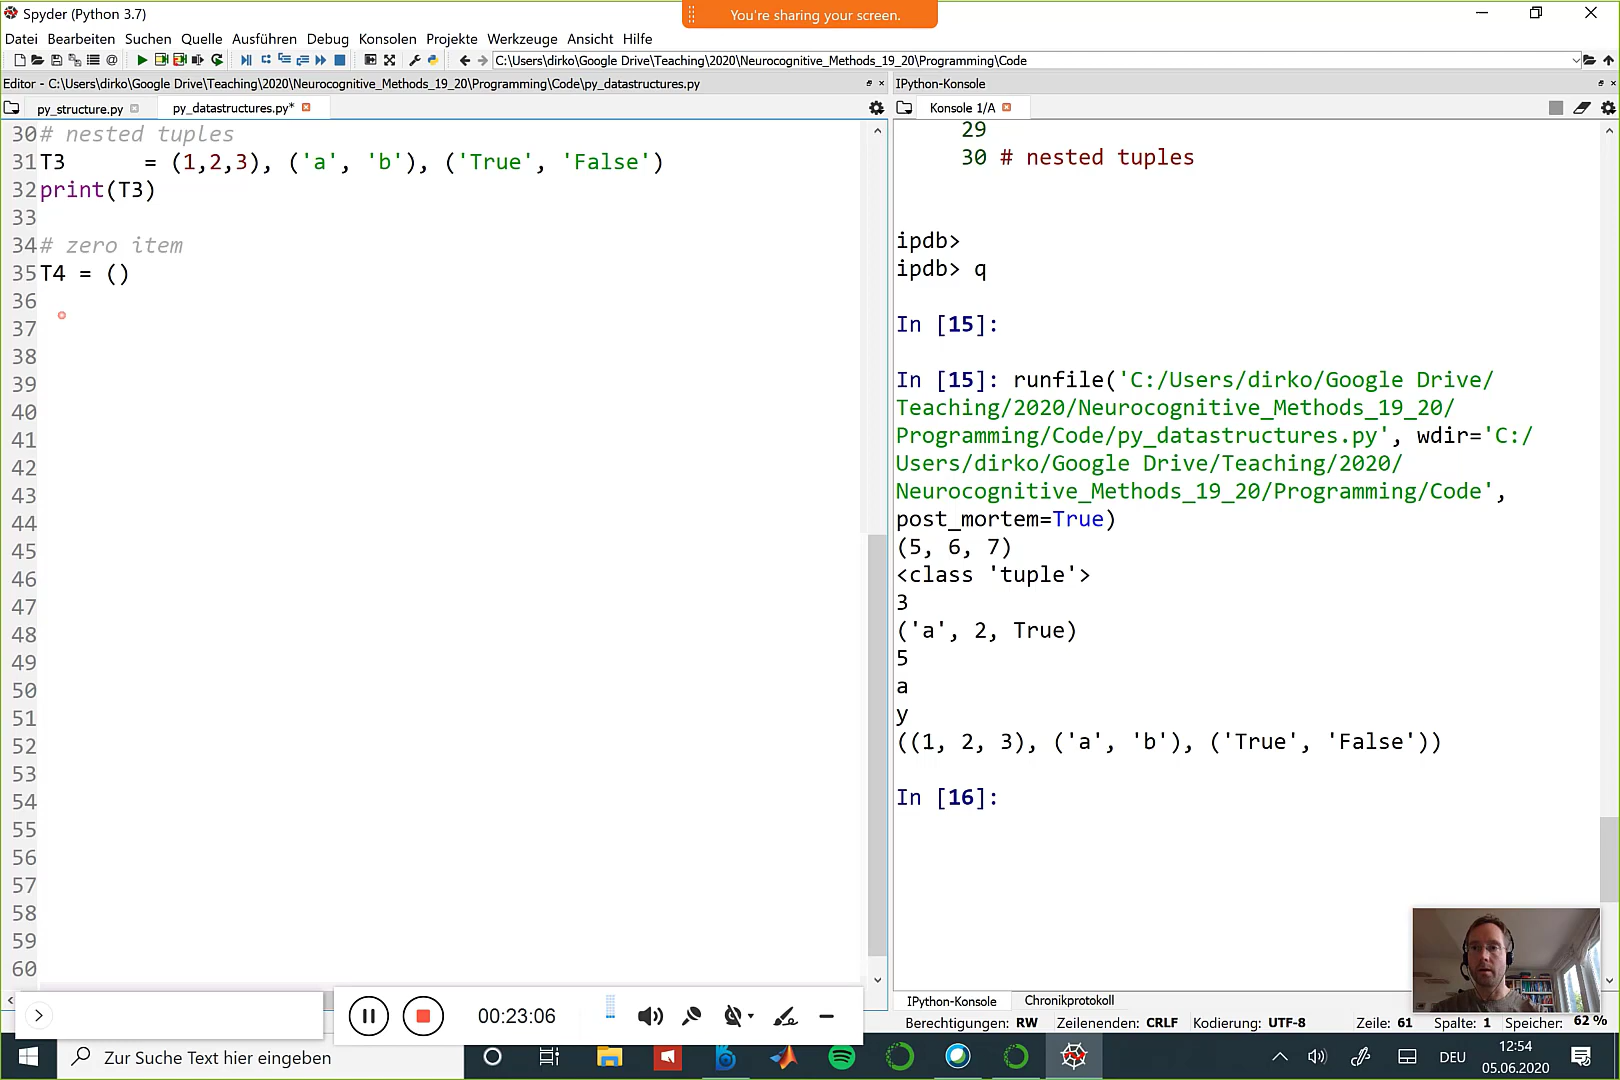 Spyder (Python 3.7)
You're sharing your screen.
Datei Bearbeiten Suchen Quelle Ausführen Debug Konsolen Projekte Werkzeuge Ansicht Hilfe
C:\Users\dirko\Google Drive\Teaching\2020\Neurocognitive_Methods_19_20\Programming\Code
Editor - C:\Users\dirko\Google Drive\Teaching\2020\Neurocognitive_Methods_19_20\Programming\Code\py_datastructures.py
py_structure.py
py_datastructures.py*
30 # nested tuples
31 T3 = (1,2,3), ('a', 'b'), ('True', 'False')
32 print(T3)
33
34 # zero item
35 T4 = ()
36
37
38
39
40
41
42
43
44
45
46
47
48
49
50
51
52
53
54
55
56
57
58
59
60
IPython-Konsole
Konsole 1/A
29
30 # nested tuples
ipdb>
ipdb> q
In [15]:
In [15]: runfile('C:/Users/dirko/Google Drive/
Teaching/2020/Neurocognitive_Methods_19_20/
Programming/Code/py_datastructures.py', wdir='C:/
Users/dirko/Google Drive/Teaching/2020/
Neurocognitive_Methods_19_20/Programming/Code',
post_mortem=True)
(5, 6, 7)
<class 'tuple'>
3
('a', 2, True)
5
a
y
((1, 2, 3), ('a', 'b'), ('True', 'False'))
In [16]:
IPython-Konsole Chronikprotokoll
00:23:06
Berechtigungen: RW Zeilenenden: CRLF Kodierung: UTF-8 Zeile: 61 Spalte: 1 Speicher: 62 %
Zur Suche Text hier eingeben
DEU
12:54
05.06.2020